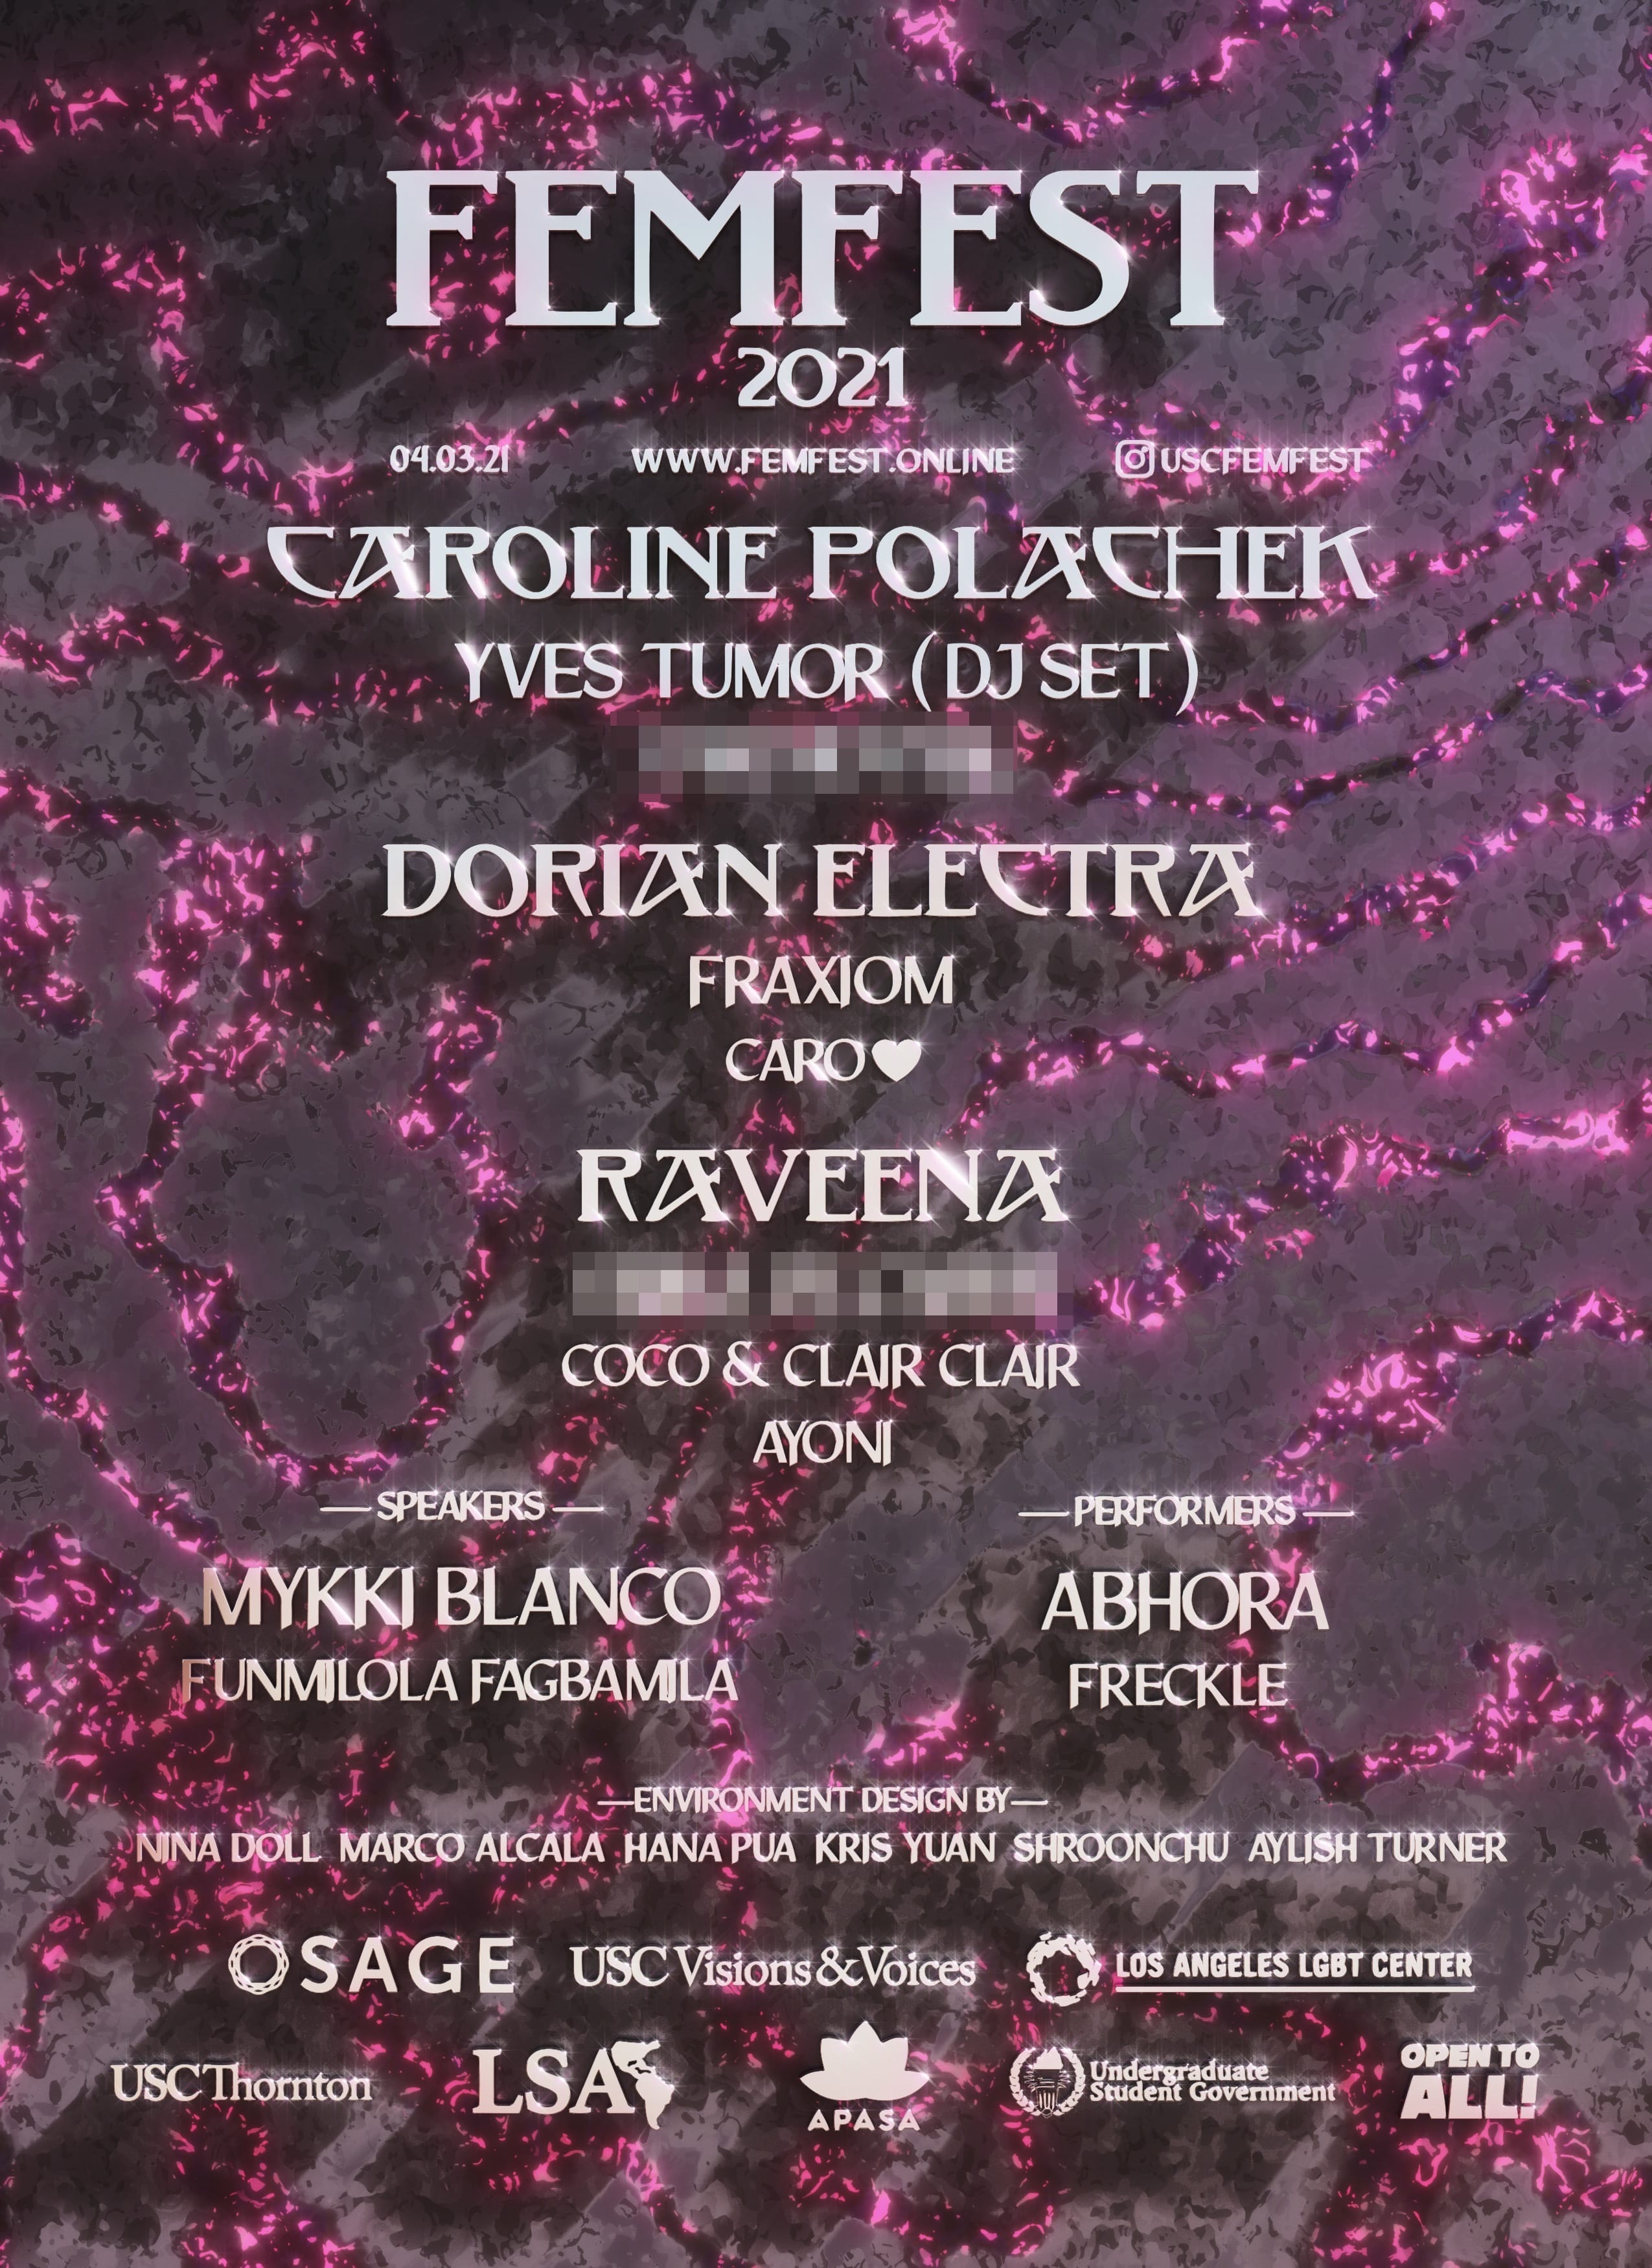 FEMFEST
2021
04.03.21 WWW.FEMFEST.ONLINE USCFEMFEST
CAROLINE POLACHEK
YVES TUMOR (DJ SET)
DORIAN ELECTRA
FRAXIOM
CARO♥
RAVEENA
COCO & CLAIR CLAIR
AYONI
—SPEAKERS— —PERFORMERS—
MYKKI BLANCO ABHORA
FUNMILOLA FAGBAMILA FRECKLE
—ENVIRONMENT DESIGN BY—
NINA DOLL MARCO ALCALA HANA PUA KRIS YUAN SHROONCHU AYLISH TURNER
SAGE USC Visions&Voices LOS ANGELES LGBT CENTER
USC Thornton LSA APASA Undergraduate Student Government OPEN TO ALL!